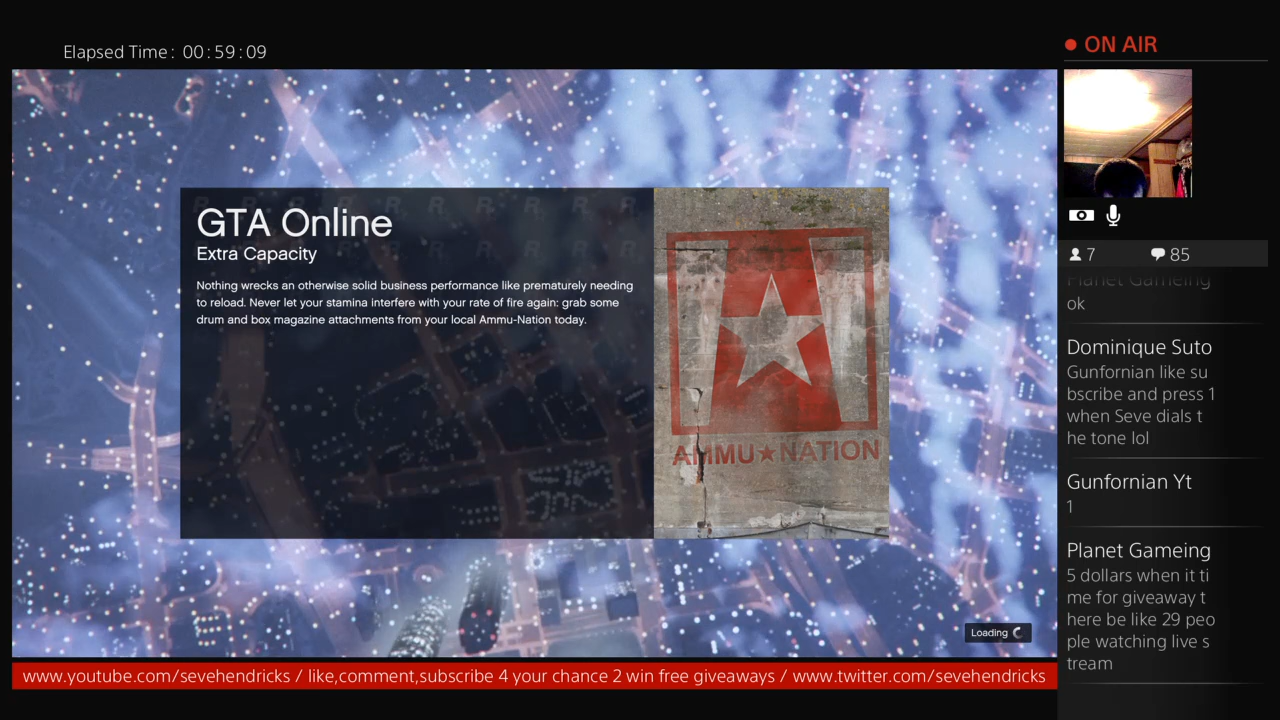 Elapsed Time: 00:59:09
ON AIR
GTA Online
Extra Capacity
Nothing wrecks an otherwise solid business performance like prematurely needing
to reload. Never let your stamina interfere with your rate of fire again: grab some
drum and box magazine attachments from your local Ammu-Nation today.
AMMU★NATION
Loading
7
85
Planet Gameing
ok
Dominique Suto
Gunfornian like su
bscribe and press 1
when Seve dials t
he tone lol
Gunfornian Yt
1
Planet Gameing
5 dollars when it ti
me for giveaway t
here be like 29 peo
ple watching live s
tream
www.youtube.com/sevehendricks / like,comment,subscribe 4 your chance 2 win free giveaways / www.twitter.com/sevehendricks